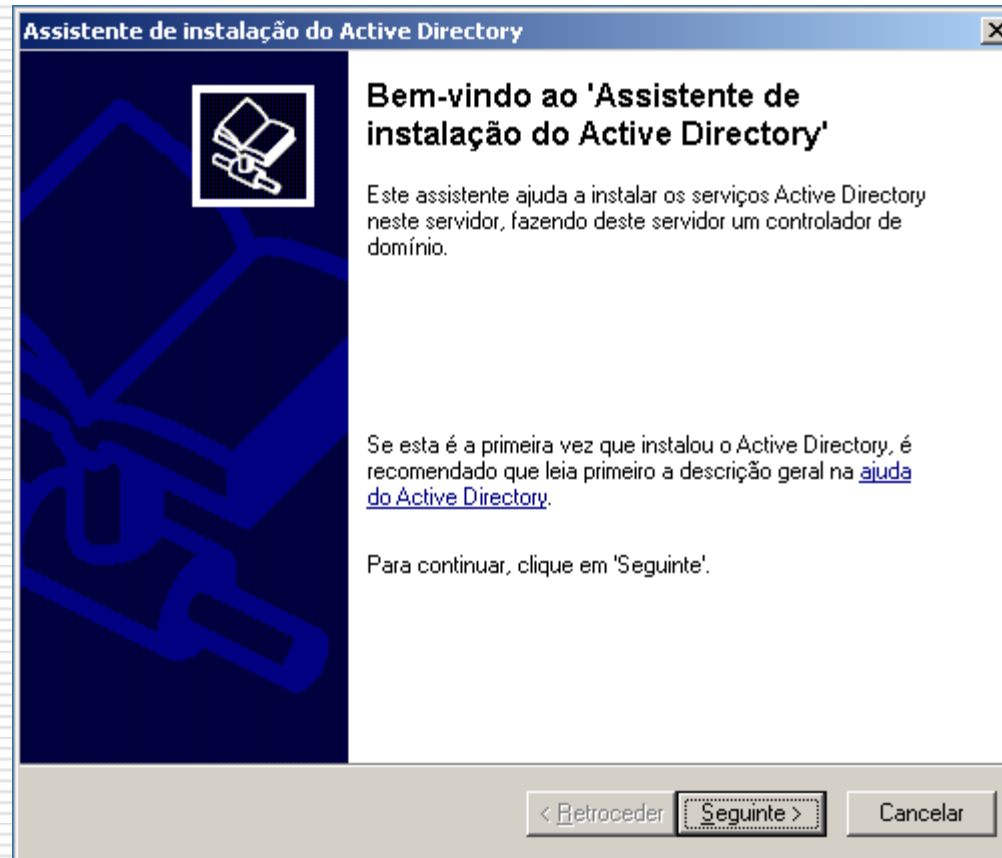 Assistente de instalação do Active Directory
Bem-vindo ao 'Assistente de
instalação do Active Directory'
Este assistente ajuda a instalar os serviços Active Directory
neste servidor, fazendo deste servidor um controlador de
domínio.
Se esta é a primeira vez que instalou o Active Directory, é
recomendado que leia primeiro a descrição geral na ajuda
do Active Directory.
Para continuar, clique em 'Seguinte'.
< Retroceder Seguinte > Cancelar